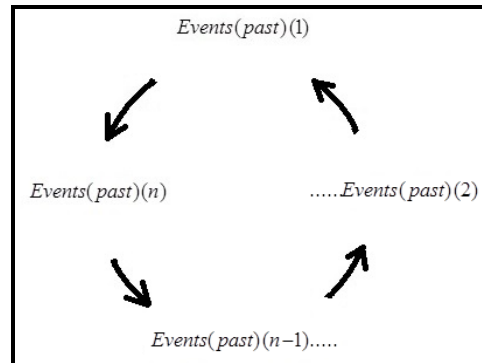 Events(past)(1)
Events(past)(n)
.....Events(past)(2)
Events(past)(n−1).....